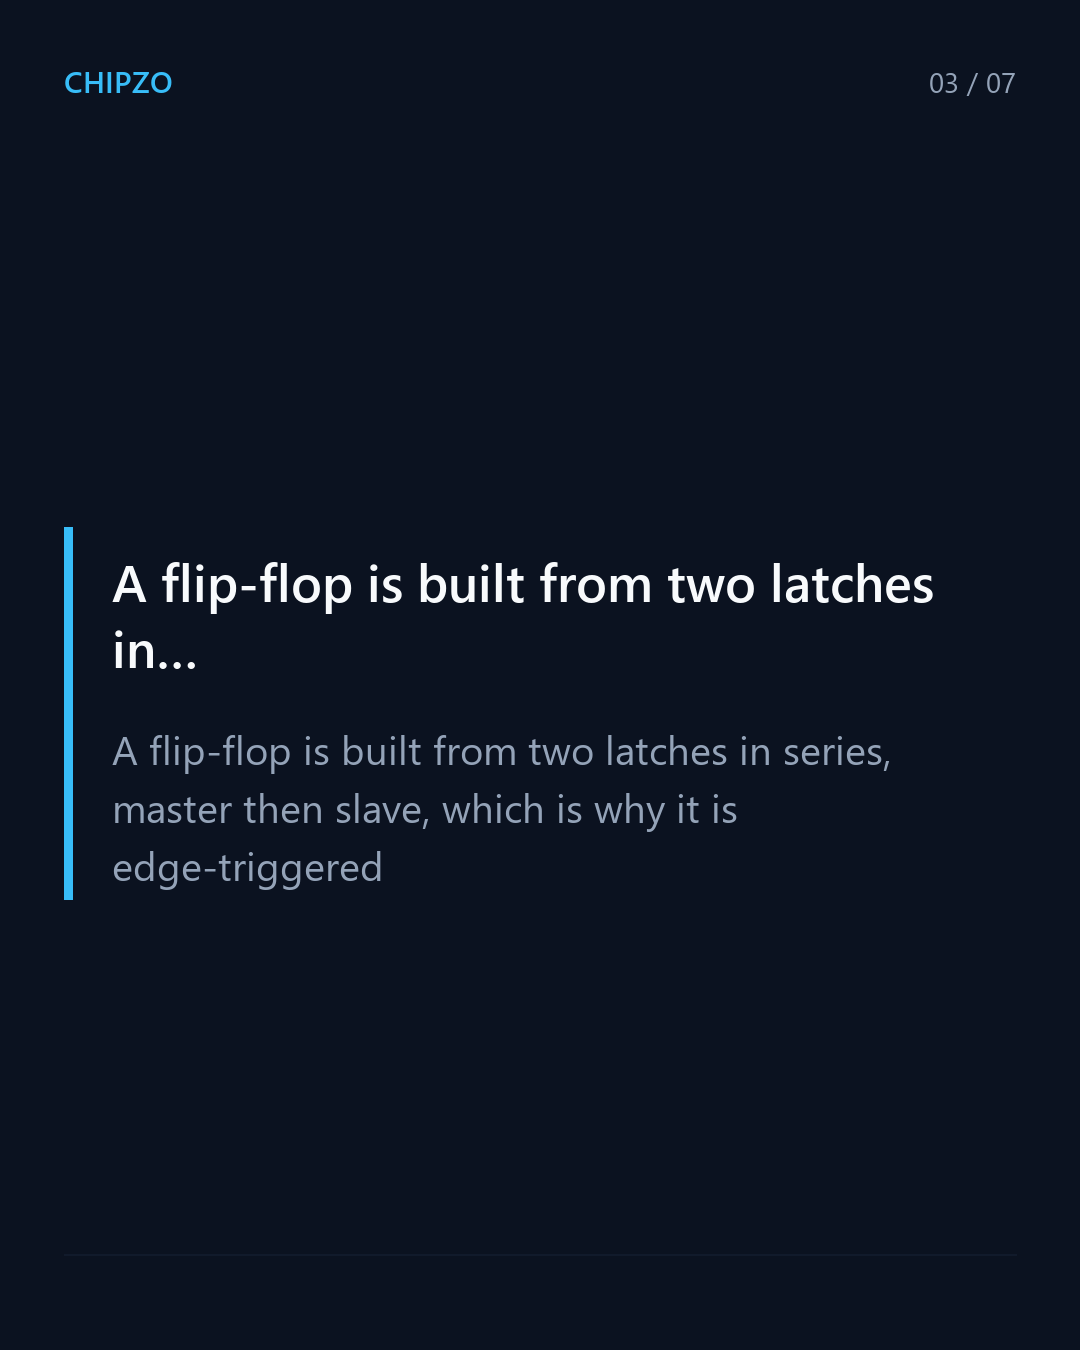 CHIPZO
03 / 07
A flip-flop is built from two latches
in...
A flip-flop is built from two latches in series,
master then slave, which is why it is
edge-triggered